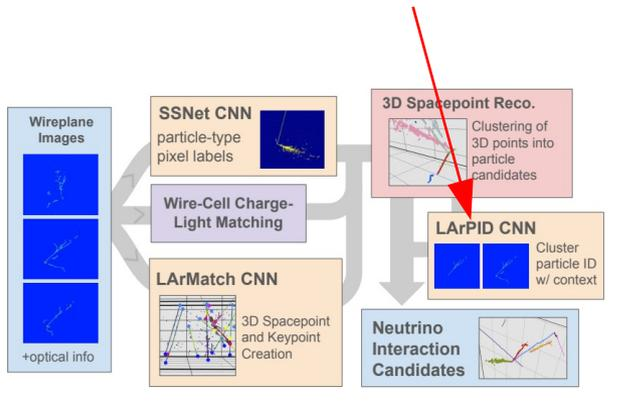 Wireplane
Images
+optical info
SSNet CNN
particle-type
pixel labels
Wire-Cell Charge-
Light Matching
LArMatch CNN
3D Spacepoint
and Keypoint
Creation
3D Spacepoint Reco.
Clustering of
3D points into
particle
candidates
LArPID CNN
Cluster
particle ID
w/ context
Neutrino
Interaction
Candidates